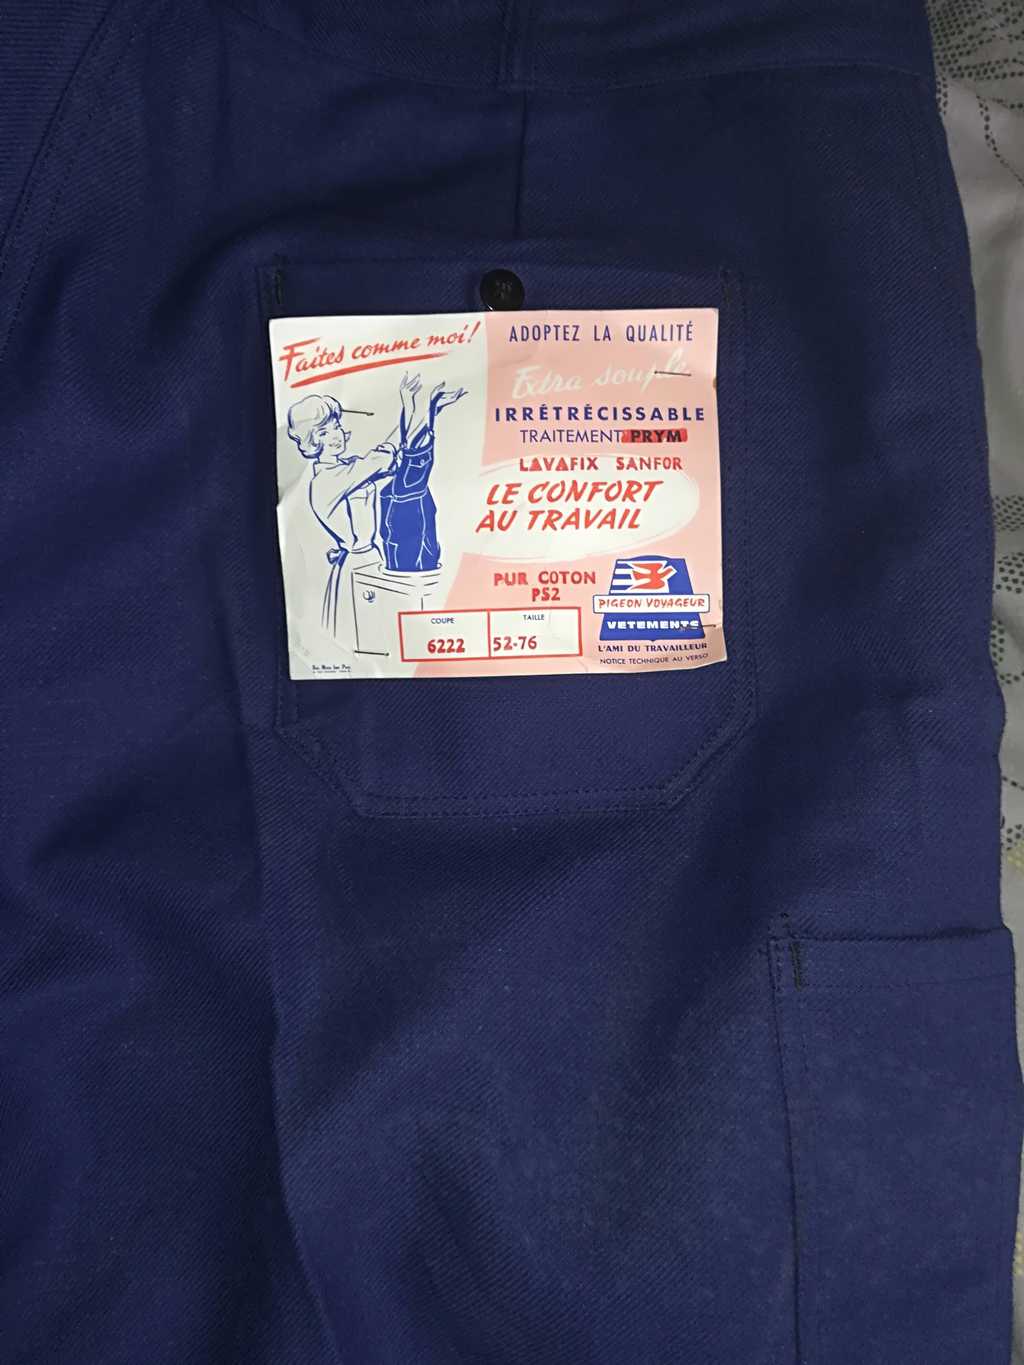 Faites comme moi!
ADOPTEZ LA QUALITÉ
Extra souple
IRRÉTRÉCISSABLE
TRAITEMENT PRYM
LAVAFIX SANFOR
LE CONFORT
AU TRAVAIL
PUR COTON
PS2
PIGEON VOYAGEUR
VETEMENTS
L'AMI DU TRAVAILLEUR
NOTICE TECHNIQUE AU VERSO
COUPE
6222
TAILLE
52-76